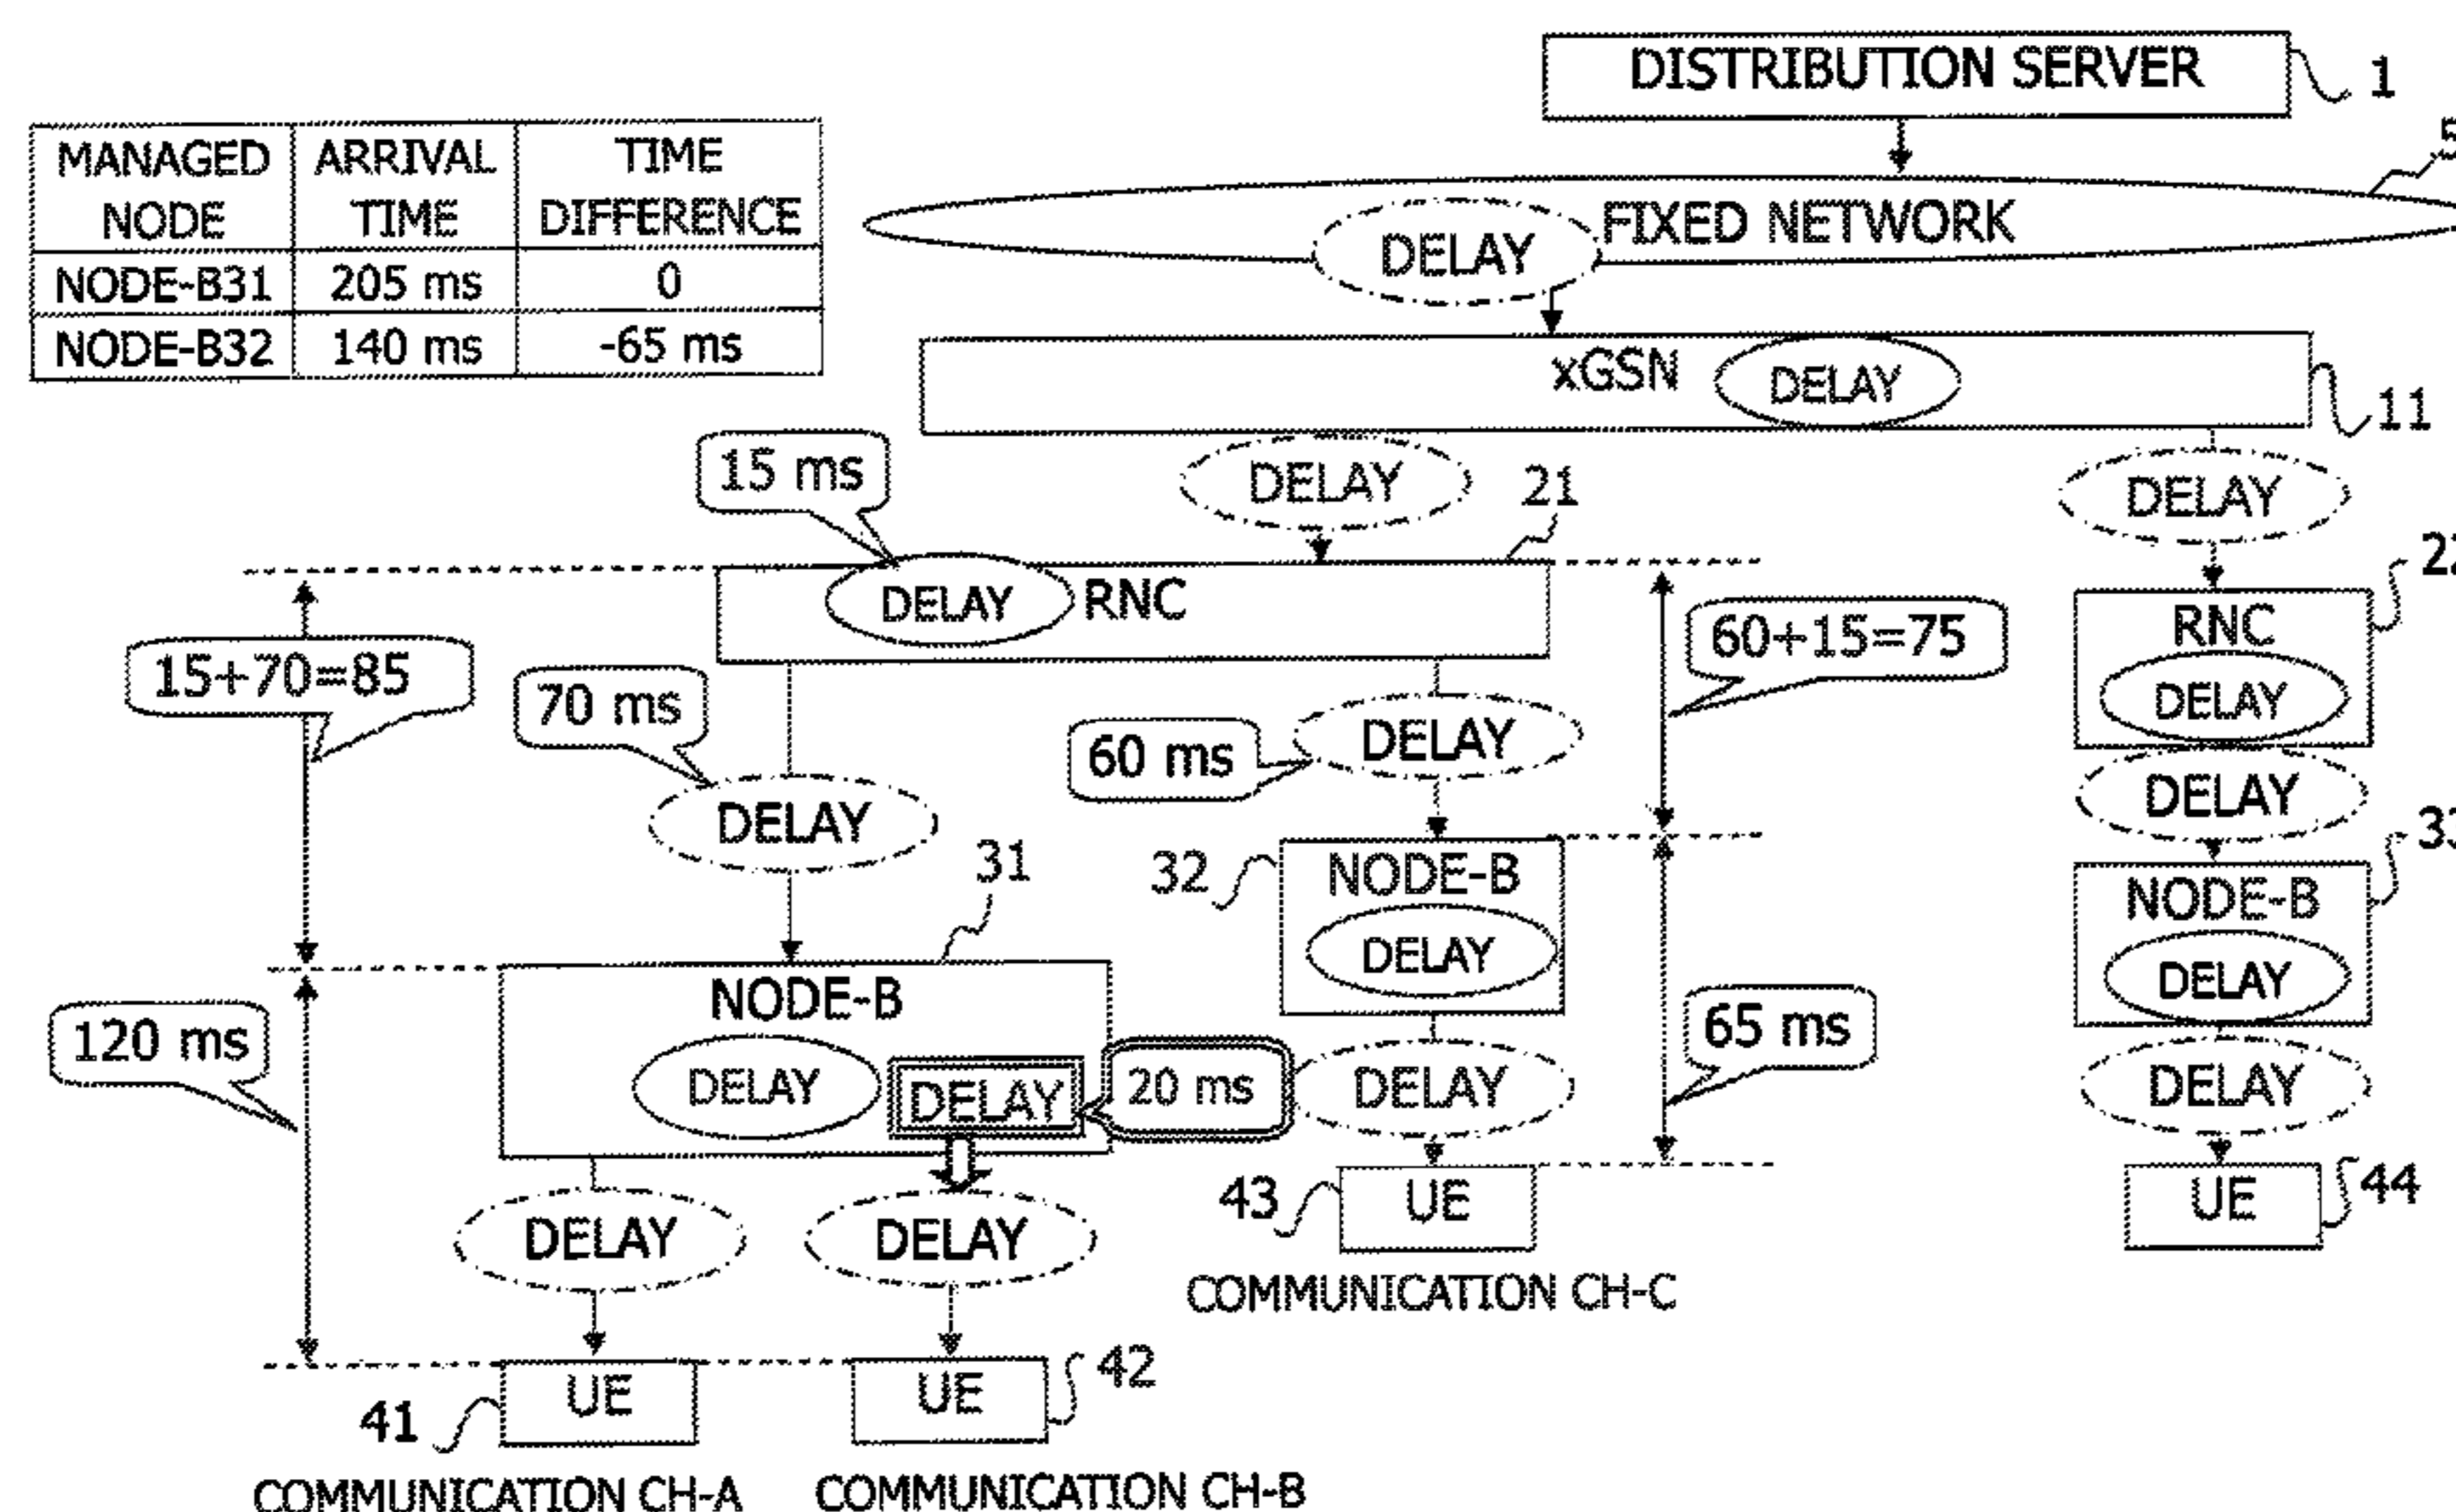 DISTRIBUTION SERVER
1
MANAGED NODE
ARRIVAL TIME
TIME DIFFERENCE
NODE-B31
205 ms
0
NODE-B32
140 ms
-65 ms
FIXED NETWORK
DELAY
xGSN
DELAY
11
15 ms
DELAY
21
DELAY
DELAY
RNC
22
RNC
DELAY
15+70=85
70 ms
60+15=75
60 ms
DELAY
DELAY
DELAY
31
32
NODE-B
DELAY
33
NODE-B
DELAY
NODE-B
DELAY
DELAY
20 ms
120 ms
65 ms
DELAY
DELAY
DELAY
DELAY
43
UE
UE
44
COMMUNICATION CH-C
41
UE
UE
42
COMMUNICATION CH-A
COMMUNICATION CH-B